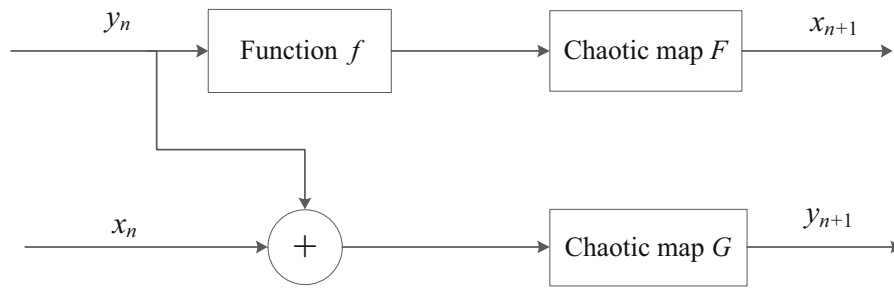 yₙ
Function f
Chaotic map F
xₙ₊₁
xₙ
+
Chaotic map G
yₙ₊₁